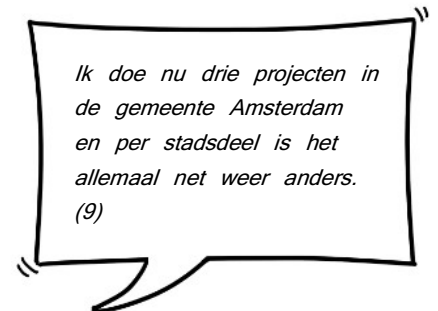 Ik doe nu drie projecten in
de gemeente Amsterdam
en per stadsdeel is het
allemaal net weer anders.
(9)